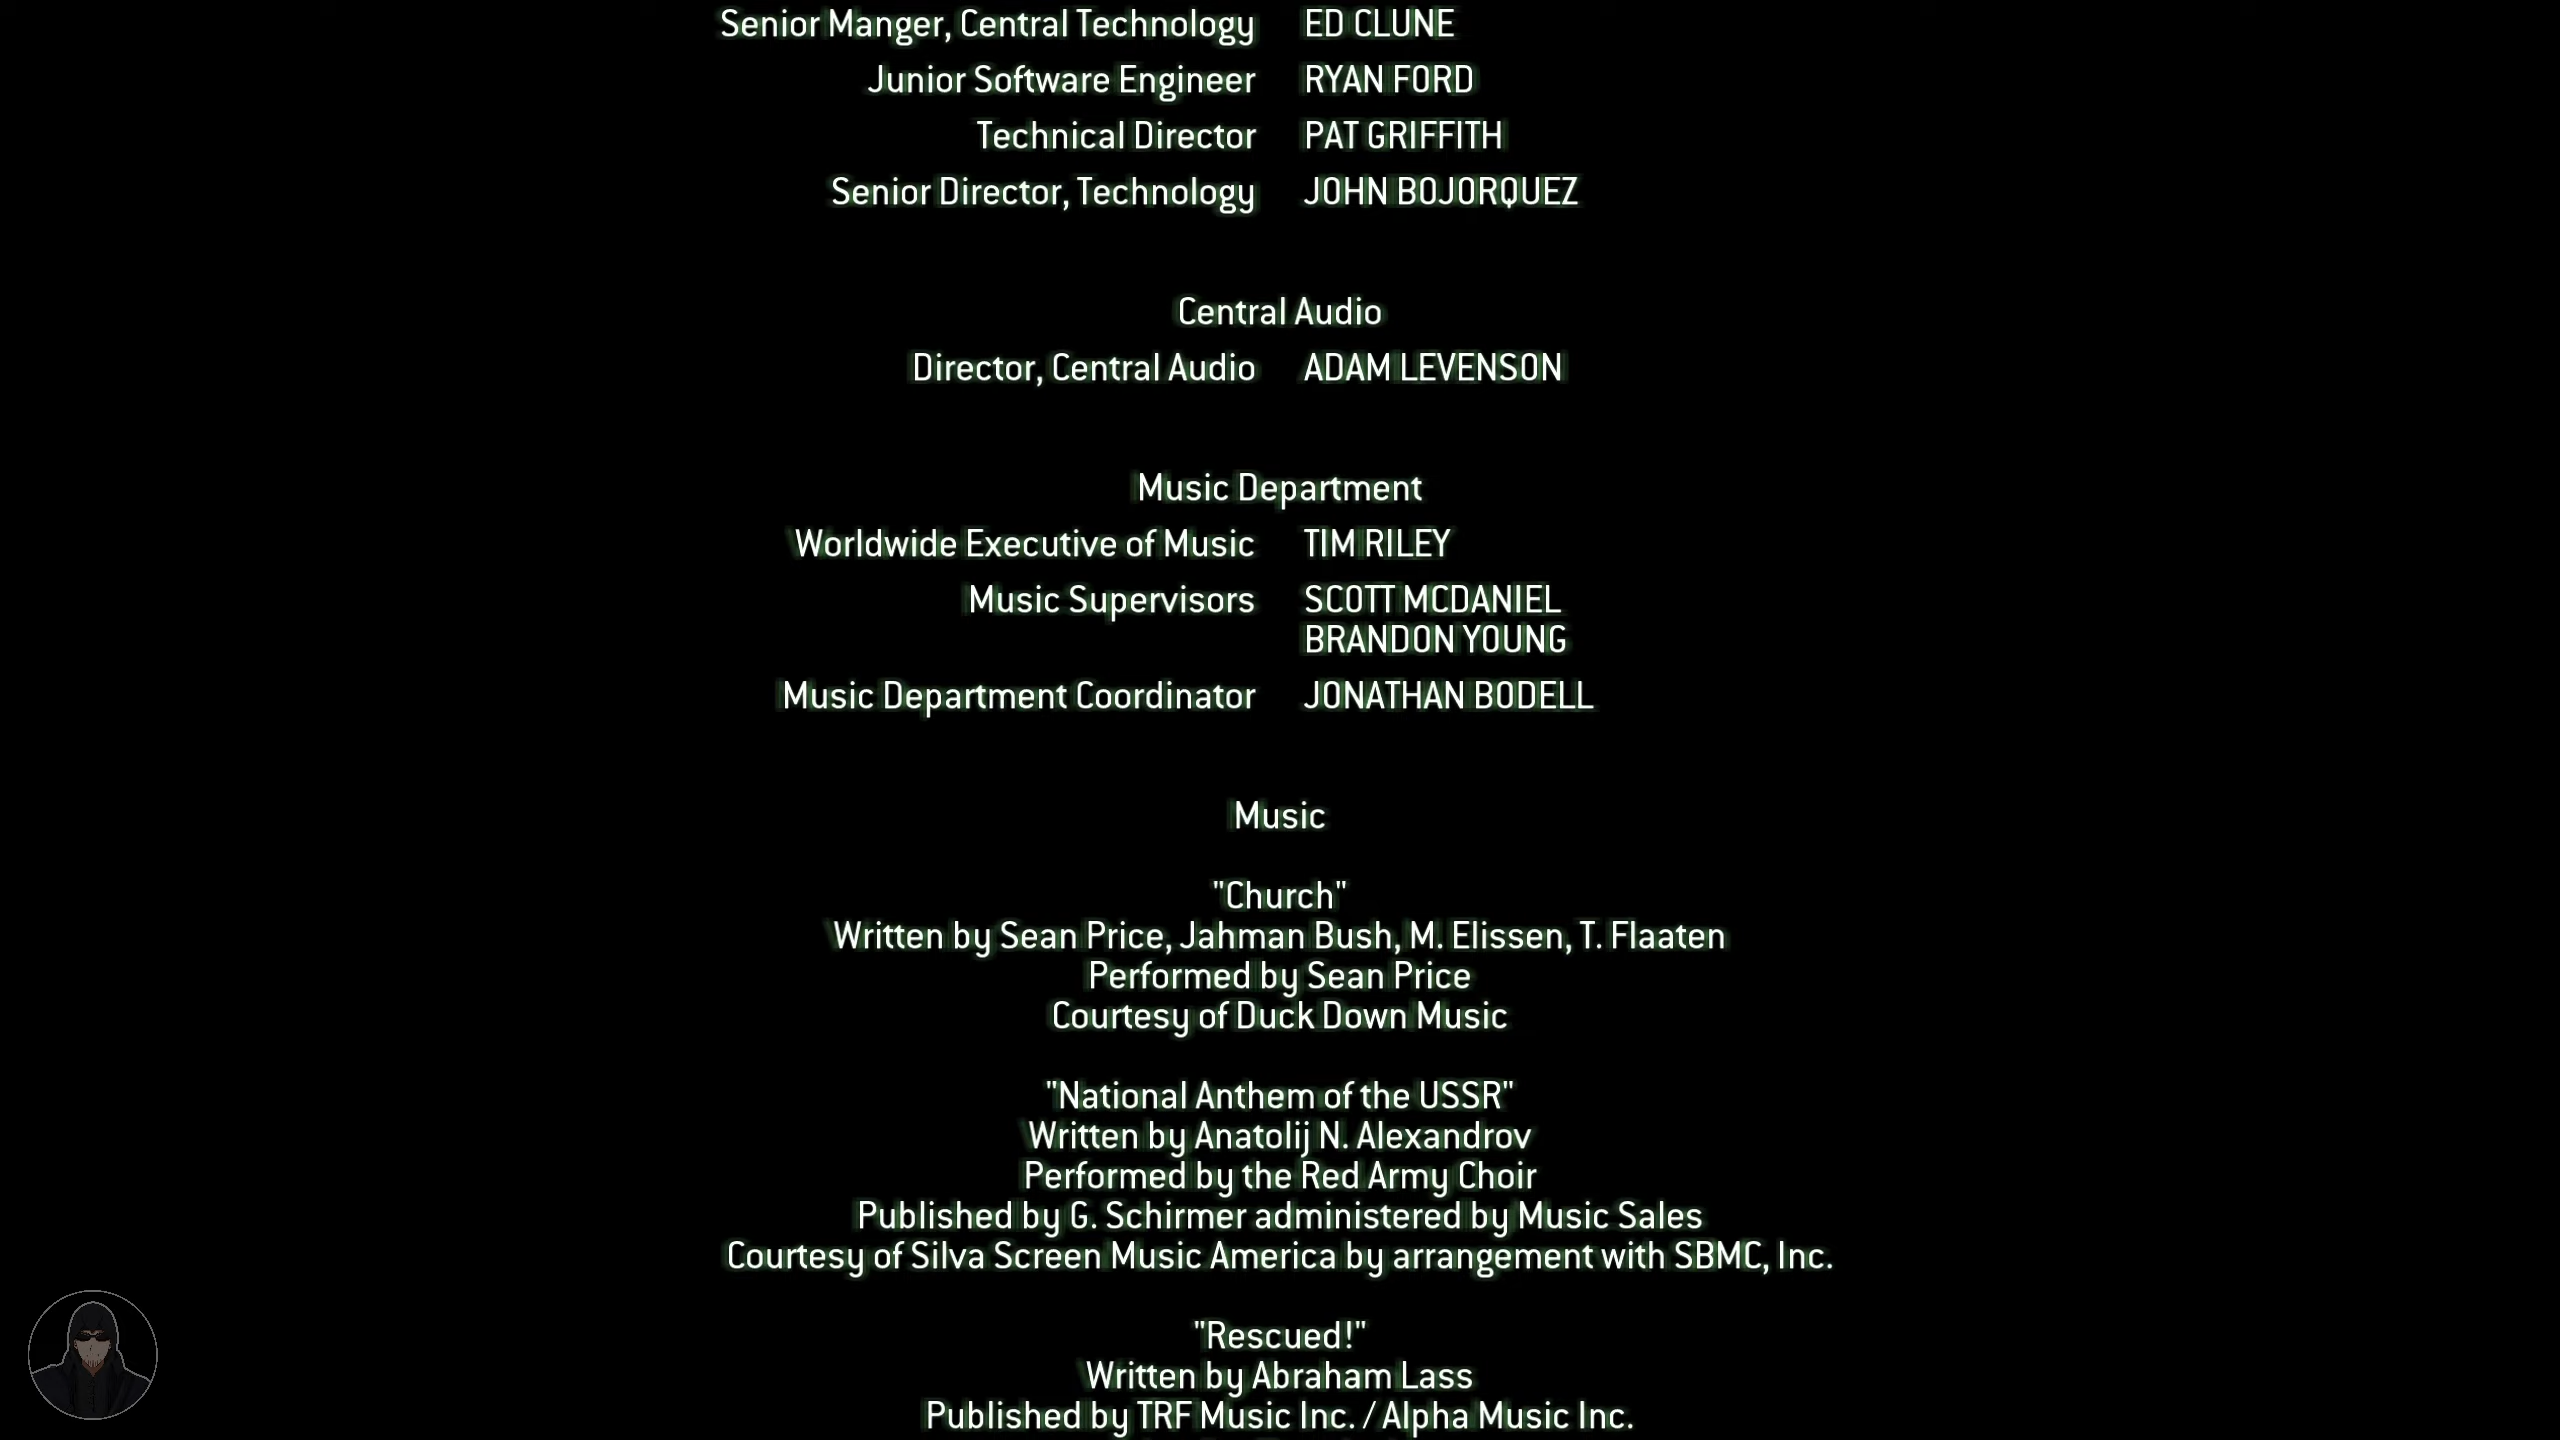 Senior Manger, Central Technology ED CLUNE
Junior Software Engineer RYAN FORD
Technical Director PAT GRIFFITH
Senior Director, Technology JOHN BOJORQUEZ
Central Audio
Director, Central Audio ADAM LEVENSON
Music Department
Worldwide Executive of Music TIM RILEY
Music Supervisors SCOTT MCDANIEL
BRANDON YOUNG
Music Department Coordinator JONATHAN BODELL
Music
"Church"
Written by Sean Price, Jahman Bush, M. Elissen, T. Flaaten
Performed by Sean Price
Courtesy of Duck Down Music
"National Anthem of the USSR"
Written by Anatolij N. Alexandrov
Performed by the Red Army Choir
Published by G. Schirmer administered by Music Sales
Courtesy of Silva Screen Music America by arrangement with SBMC, Inc.
"Rescued!"
Written by Abraham Lass
Published by TRF Music Inc. / Alpha Music Inc.